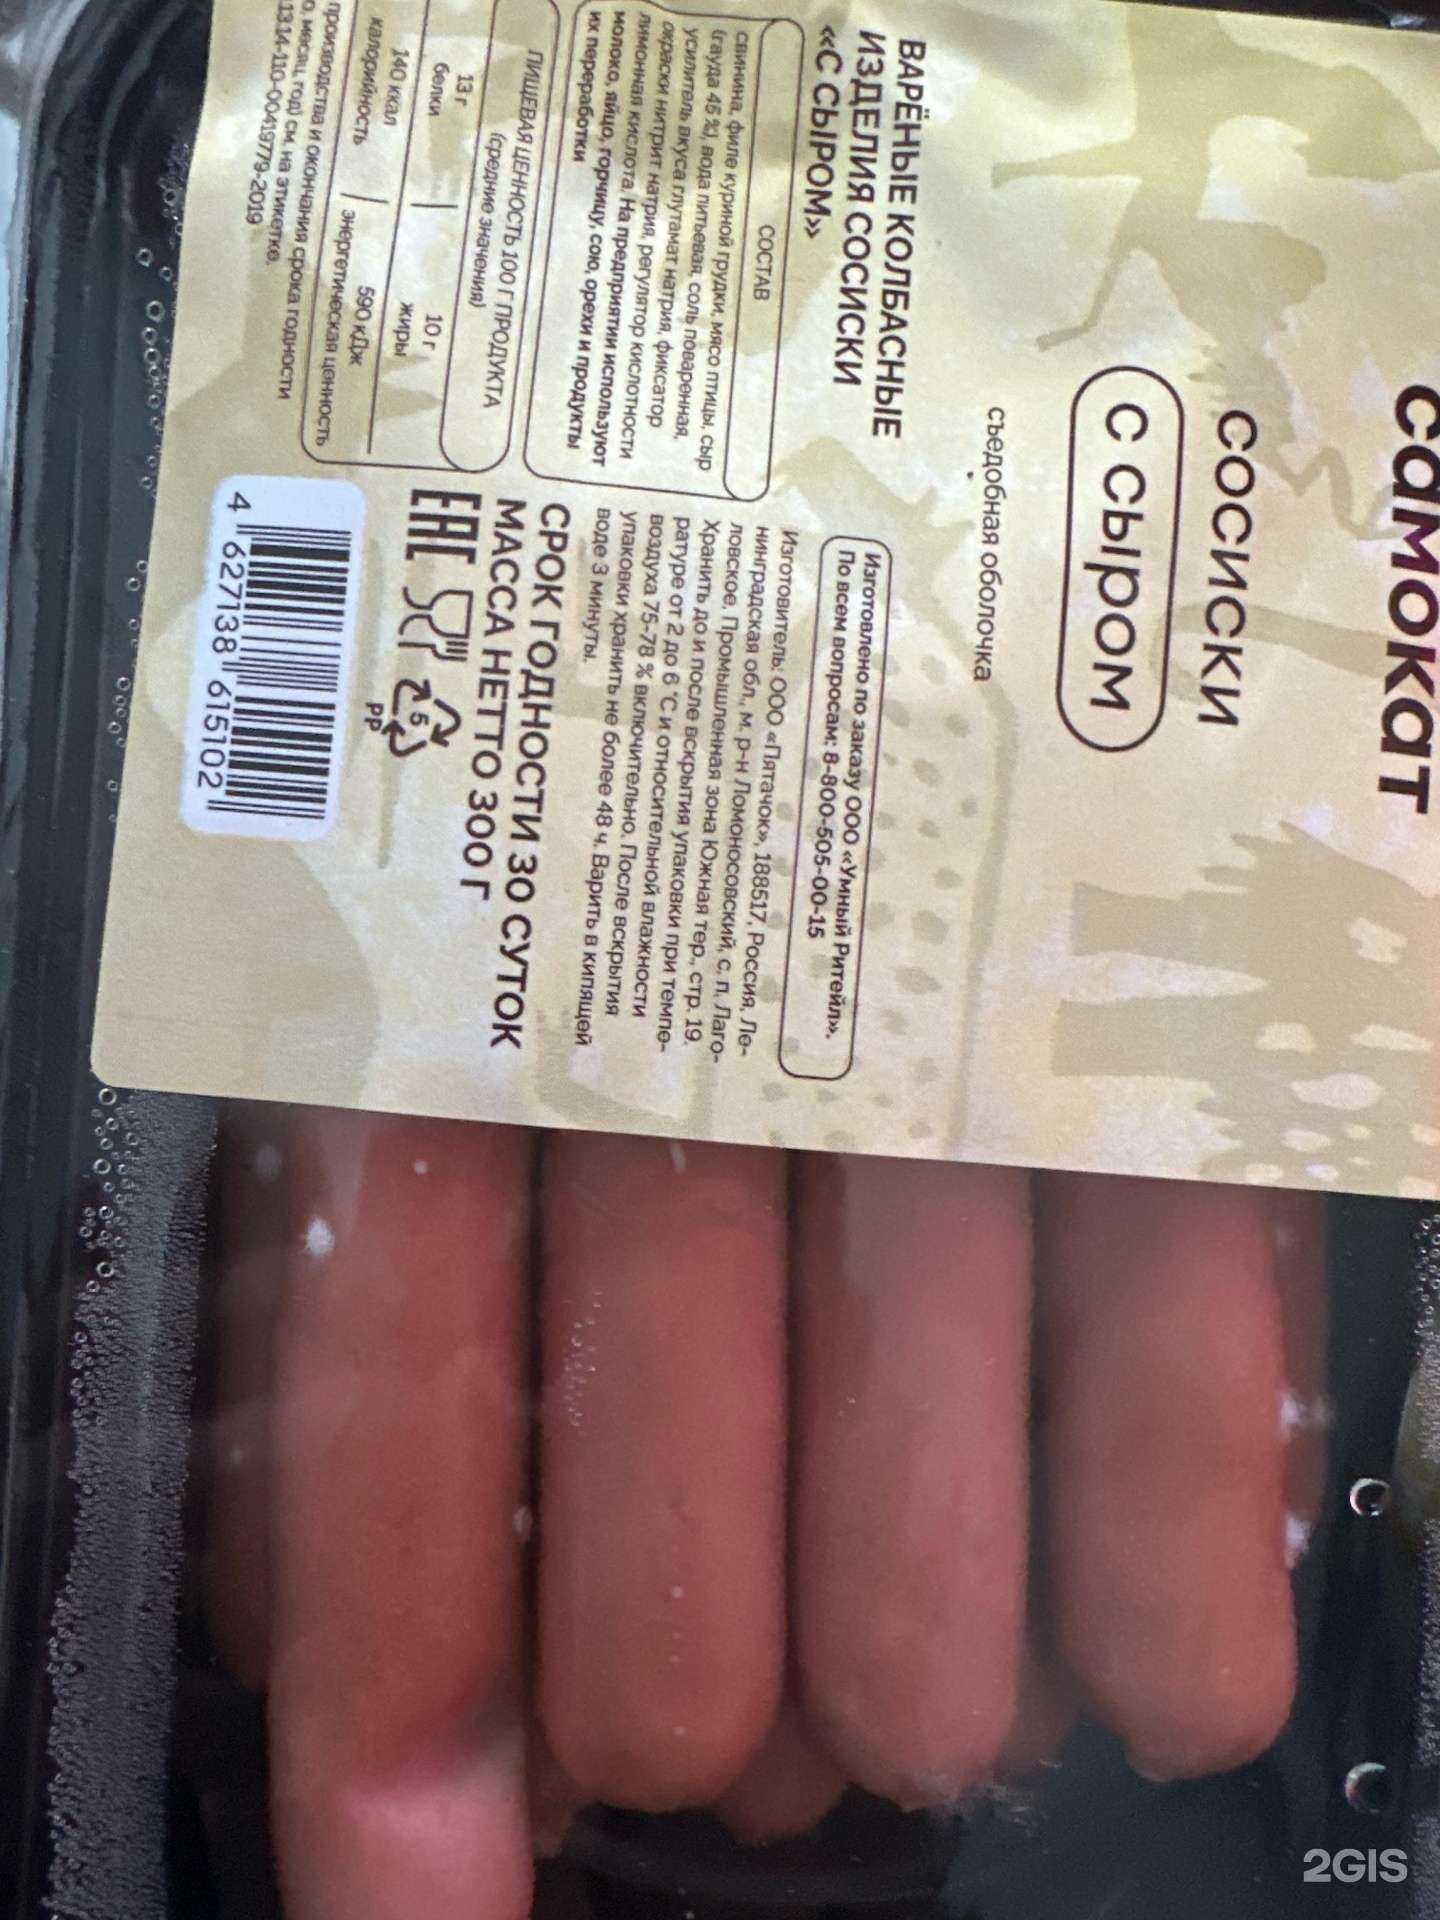 самокат
сосиски
с сыром
съедобная оболочка
ВАРЁНЫЕ КОЛБАСНЫЕ
ИЗДЕЛИЯ СОСИСКИ
«С СЫРОМ»
СОСТАВ
свинина, филе куриной грудки, мясо птицы, сыр
(гауда 45 %), вода питьевая, соль поваренная,
усилитель вкуса глутамат натрия, фиксатор
окраски нитрит натрия, регулятор кислотности
лимонная кислота. На предприятии используют
молоко, яйцо, горчицу, сою, орехи и продукты
их переработки
ПИЩЕВАЯ ЦЕННОСТЬ 100 Г ПРОДУКТА
(средние значения)
13 г
белки
10 г
жиры
140 ккал
калорийность
590 кДж
энергетическая ценность
производства и окончания срока годности
о, месяц, год) см. на этикетке.
13.14-110-00419779-2019
Изготовлено по заказу ООО «Умный Ритейл».
По всем вопросам: 8-800-505-00-15
Изготовитель: ООО «Пятачок», 188517, Россия, Ле-
нинградская обл., м. р-н Ломоносовский, с. п. Лаго-
ловское, Промышленная зона Южная тер., стр. 19.
Хранить до и после вскрытия упаковки при темпе-
ратуре от 2 до 6 °С и относительной влажности
воздуха 75-78 % включительно. После вскрытия
упаковки хранить не более 48 ч. Варить в кипящей
воде 3 минуты.
СРОК ГОДНОСТИ 30 СУТОК
МАССА НЕТТО 300 Г
ЕАС
5
PP
4 627138 615102
2GIS